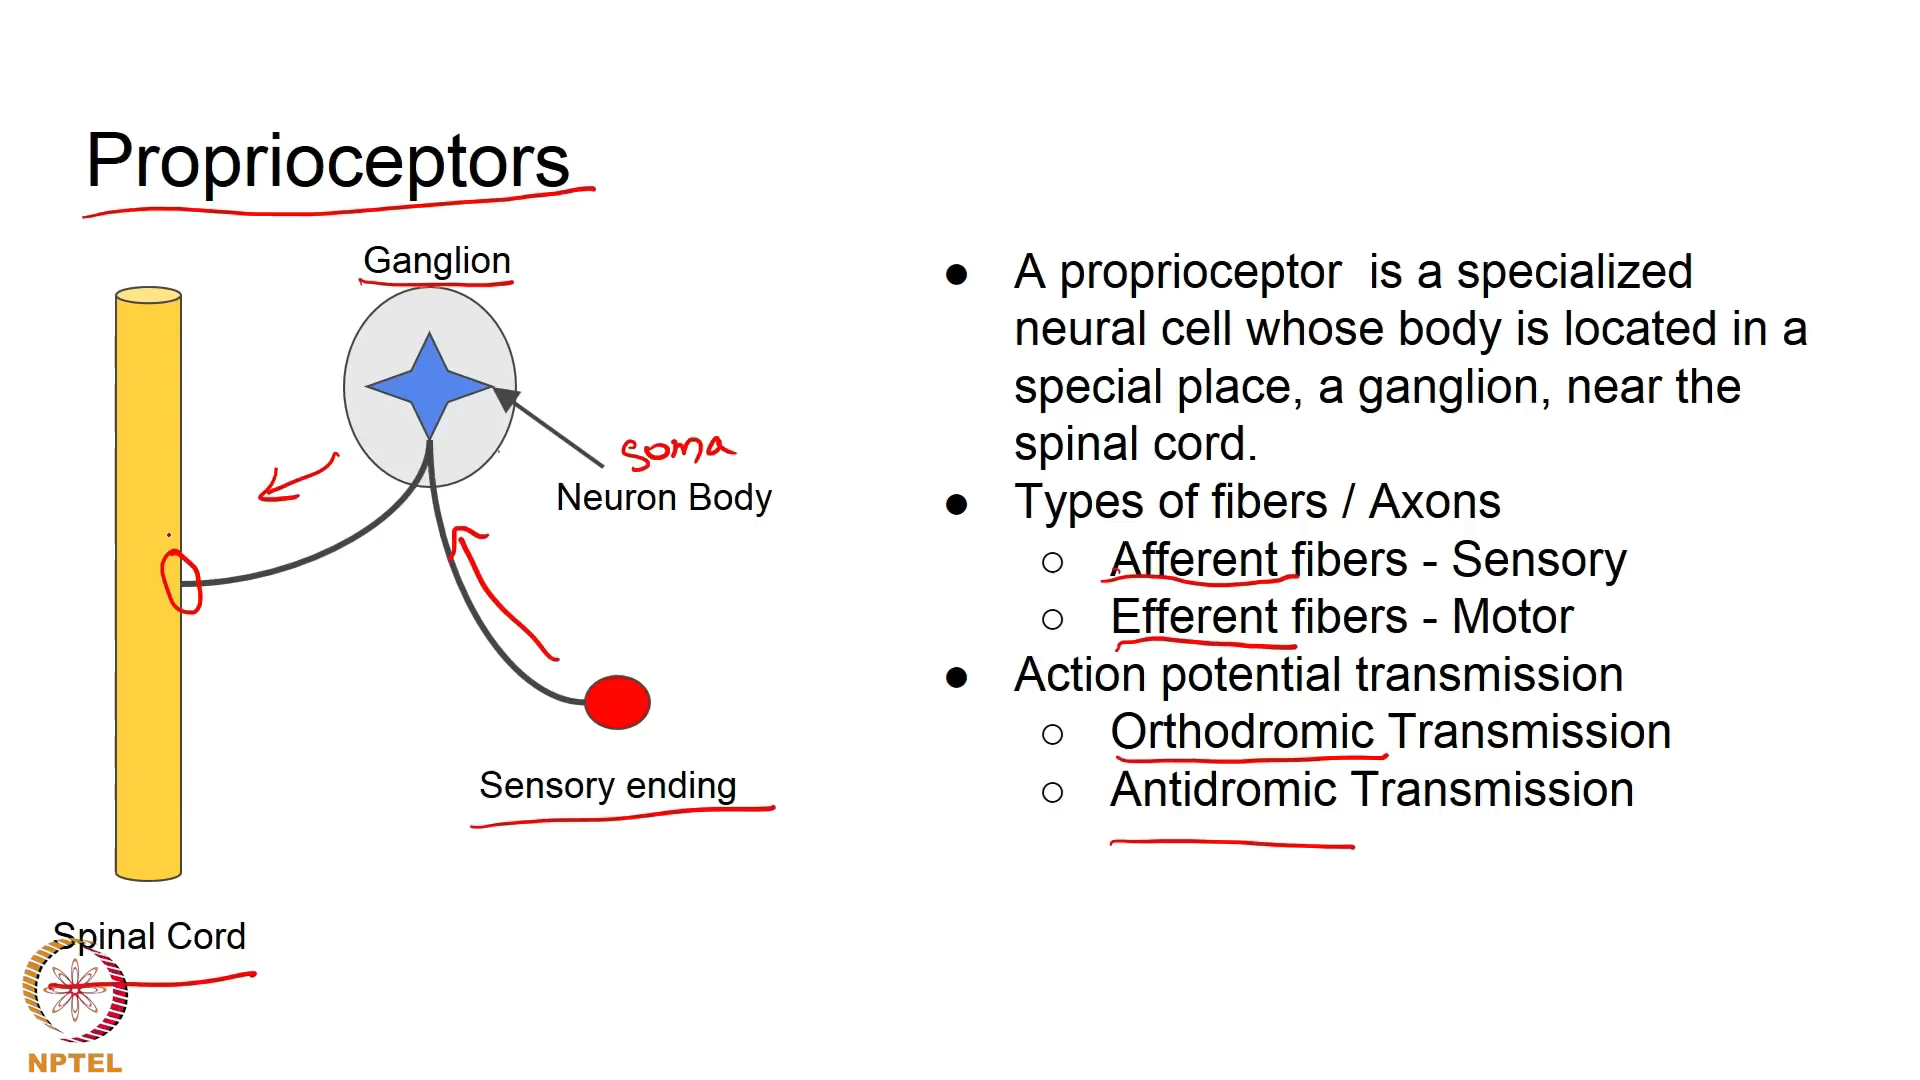 Proprioceptors
Ganglion
soma
Neuron Body
Sensory ending
Spinal Cord
● A proprioceptor is a specialized
neural cell whose body is located in a
special place, a ganglion, near the
spinal cord.
● Types of fibers / Axons
○ Afferent fibers - Sensory
○ Efferent fibers - Motor
● Action potential transmission
○ Orthodromic Transmission
○ Antidromic Transmission
NPTEL